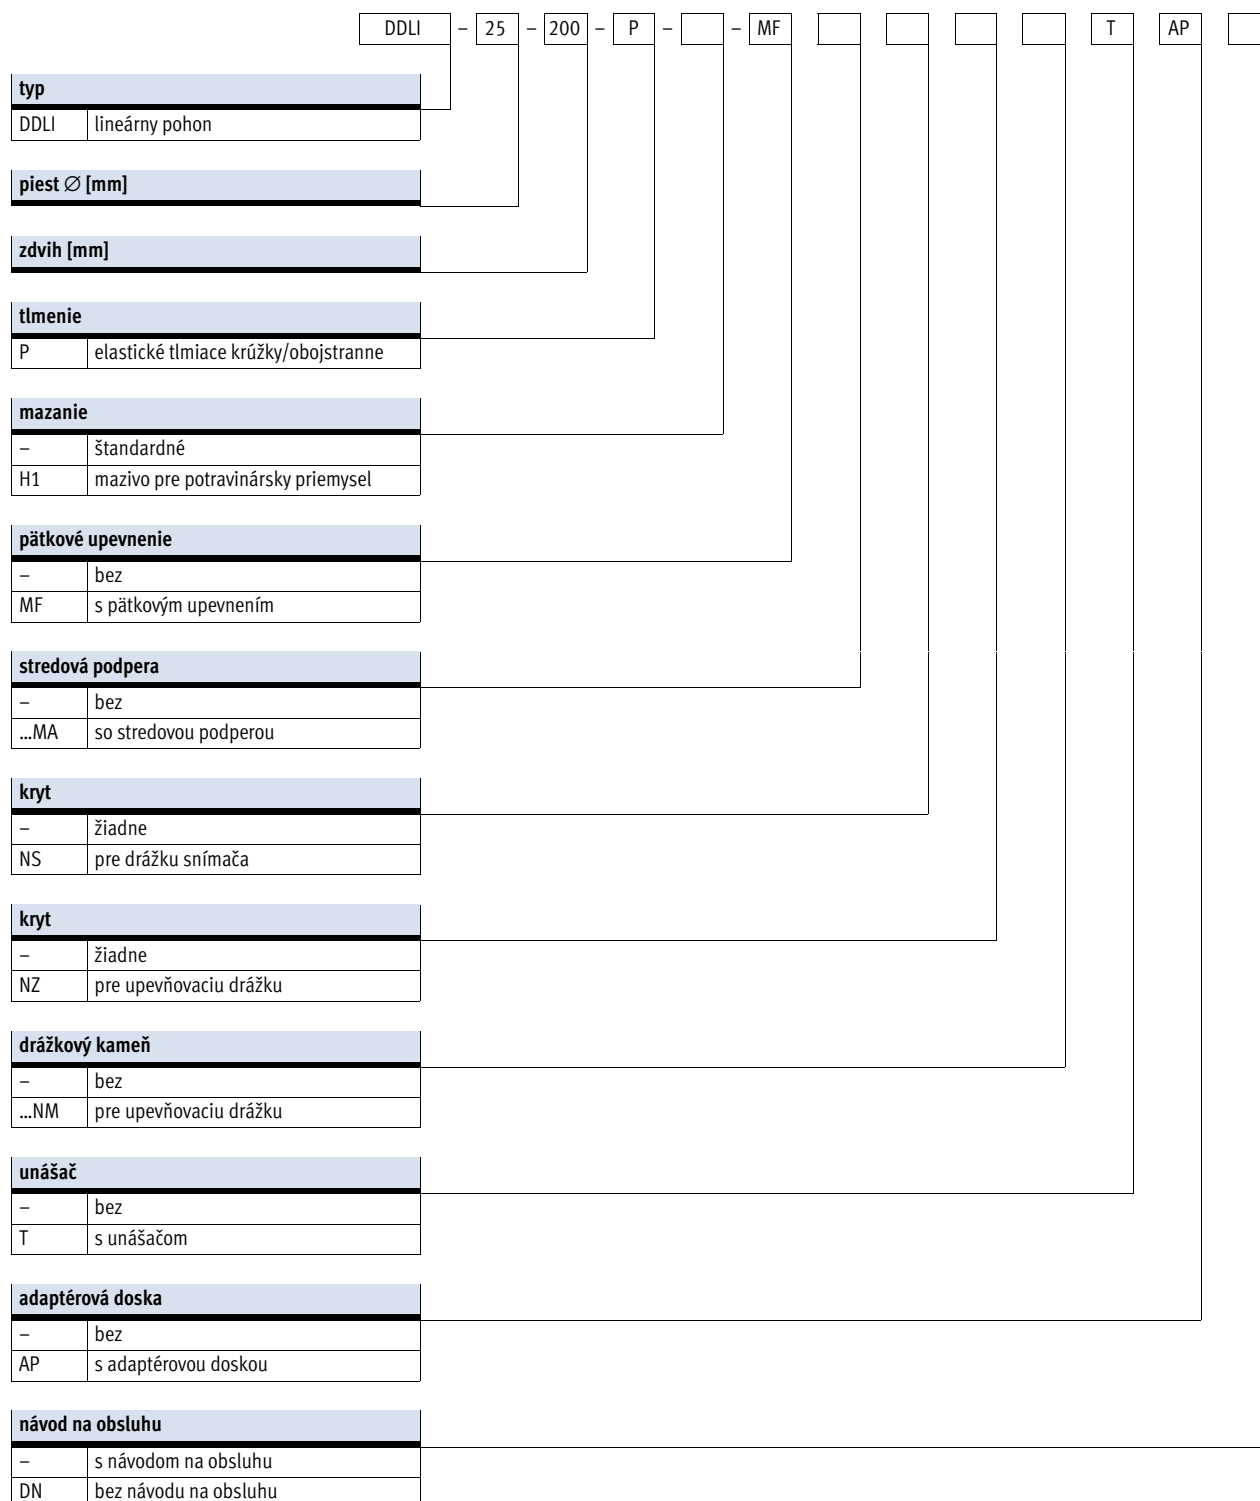 DDLI – 25 – 200 – P – – MF T AP
typ
DDLI lineárny pohon
piest ∅ [mm]
zdvih [mm]
tlmenie
P elastické tlmiace krúžky/obojstranne
mazanie
– štandardné
H1 mazivo pre potravinársky priemysel
pätkové upevnenie
– bez
MF s pätkovým upevnením
stredová podpera
– bez
...MA so stredovou podperou
kryt
– žiadne
NS pre drážku snímača
kryt
– žiadne
NZ pre upevňovaciu drážku
drážkový kameň
– bez
...NM pre upevňovaciu drážku
unášač
– bez
T s unášačom
adaptérová doska
– bez
AP s adaptérovou doskou
návod na obsluhu
– s návodom na obsluhu
DN bez návodu na obsluhu